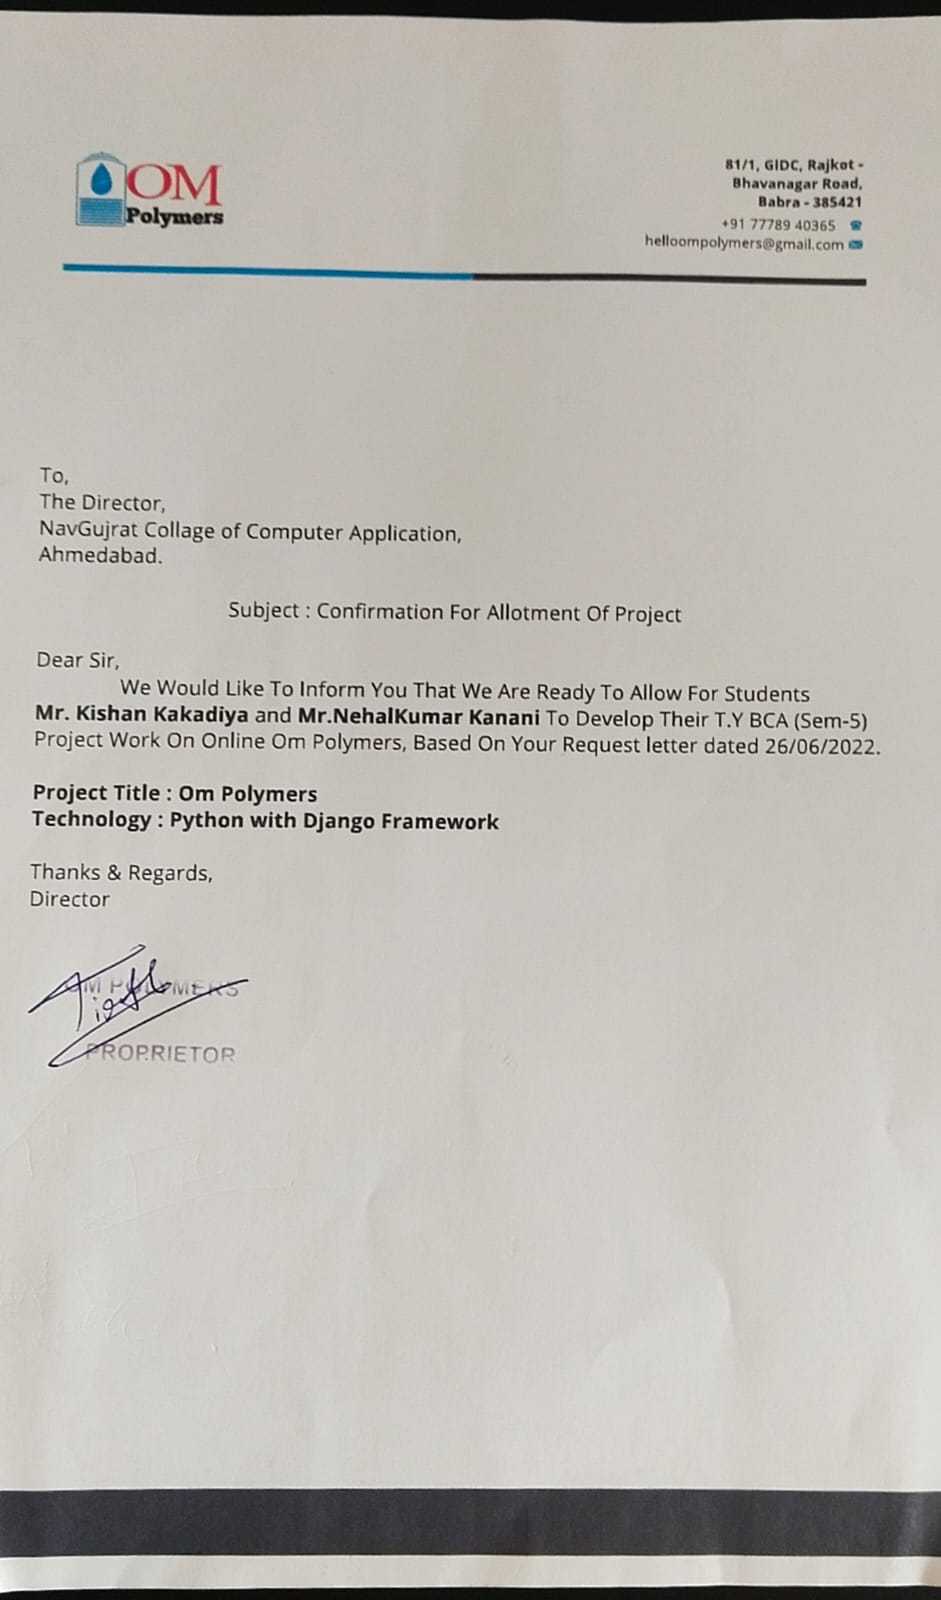 OM
Polymers
81/1, GIDC, Rajkot -
Bhavanagar Road,
Babra - 385421
+91 77789 40365
helloompolymers@gmail.com
To,
The Director,
NavGujrat Collage of Computer Application,
Ahmedabad.
Subject : Confirmation For Allotment Of Project
Dear Sir,
We Would Like To Inform You That We Are Ready To Allow For Students
Mr. Kishan Kakadiya and Mr.NehalKumar Kanani To Develop Their T.Y BCA (Sem-5)
Project Work On Online Om Polymers, Based On Your Request letter dated 26/06/2022.
Project Title : Om Polymers
Technology : Python with Django Framework
Thanks & Regards,
Director
OM POLYMERS
PROPRIETOR